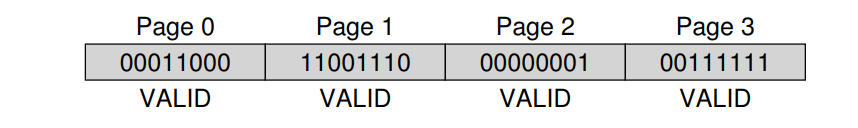 Page 0 Page 1 Page 2 Page 3
00011000 11001110 00000001 00111111
VALID VALID VALID VALID